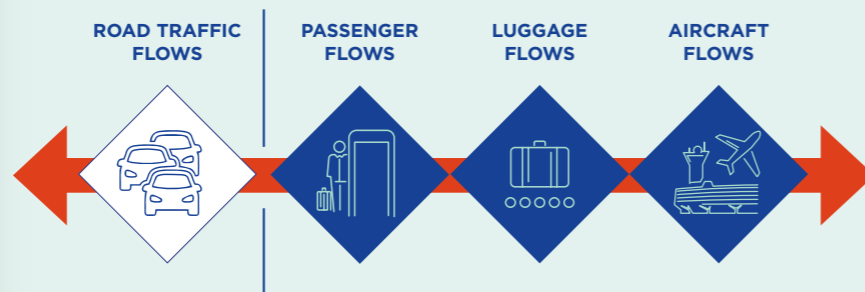 ROAD TRAFFIC
FLOWS
PASSENGER
FLOWS
LUGGAGE
FLOWS
AIRCRAFT
FLOWS